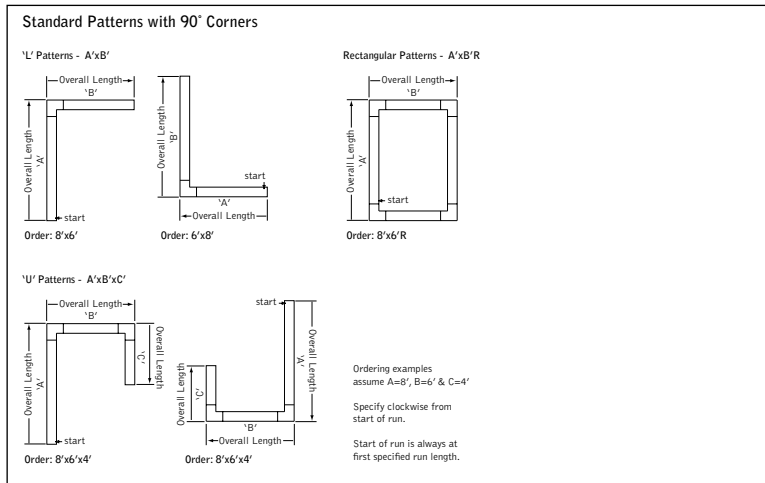 Standard Patterns with 90° Corners
‘L’ Patterns - A’xB’
Overall Length
‘B’
Overall Length
‘A’
start
Order: 8’x6’
Overall Length
‘B’
start
‘A’
Overall Length
Order: 6’x8’
Rectangular Patterns - A’xB’R
Overall Length
‘B’
Overall Length
‘A’
start
Order: 8’x6’R
‘U’ Patterns - A’xB’xC’
Overall Length
‘B’
Overall Length
‘A’
‘C’
Overall Length
start
Order: 8’x6’x4’
start
Overall Length
‘A’
Overall Length
‘C’
‘B’
Overall Length
Order: 8’x6’x4’
Ordering examples
assume A=8’, B=6’ & C=4’
Specify clockwise from
start of run.
Start of run is always at
first specified run length.